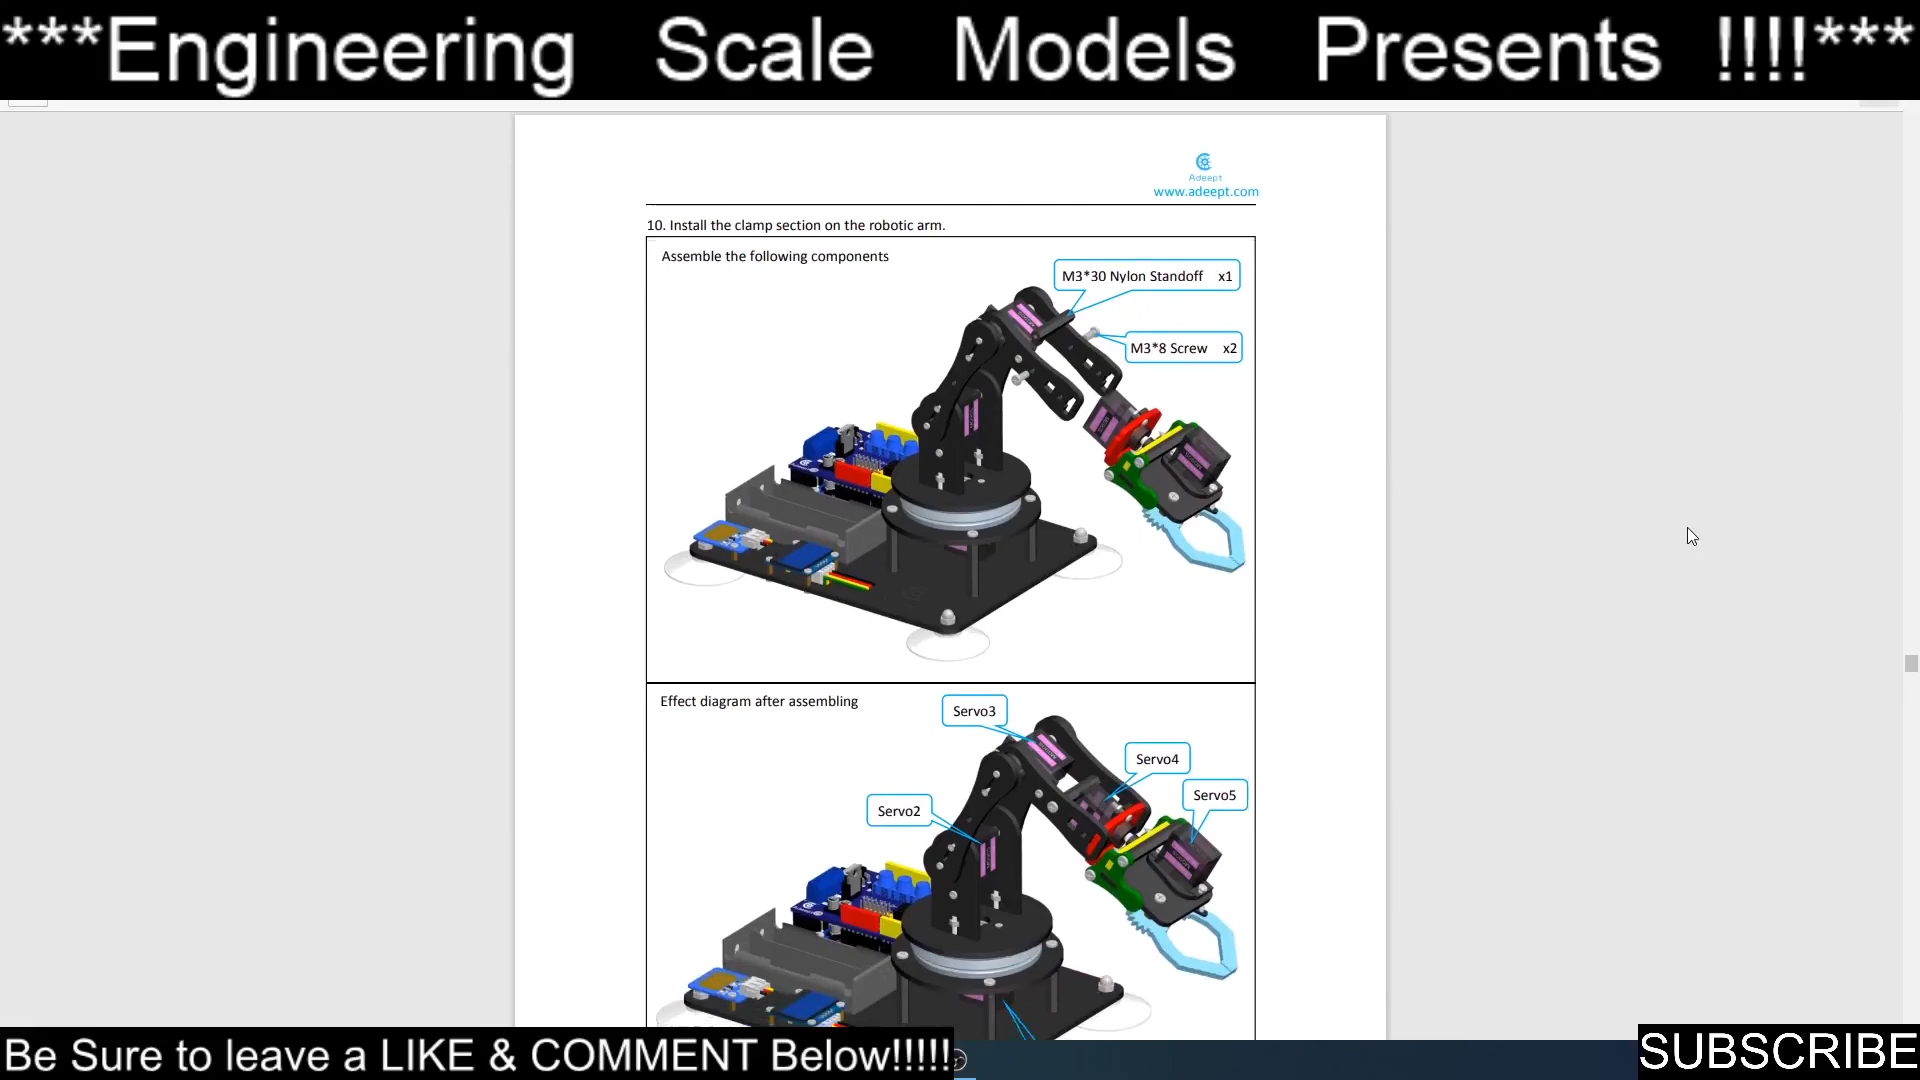 ***Engineering Scale Models Presents !!!!***
Adeept
www.adeept.com
10. Install the clamp section on the robotic arm.
Assemble the following components
M3*30 Nylon Standoff x1
M3*8 Screw x2
Effect diagram after assembling
Servo3
Servo4
Servo5
Servo2
Be Sure to leave a LIKE & COMMENT Below!!!!!
SUBSCRIBE